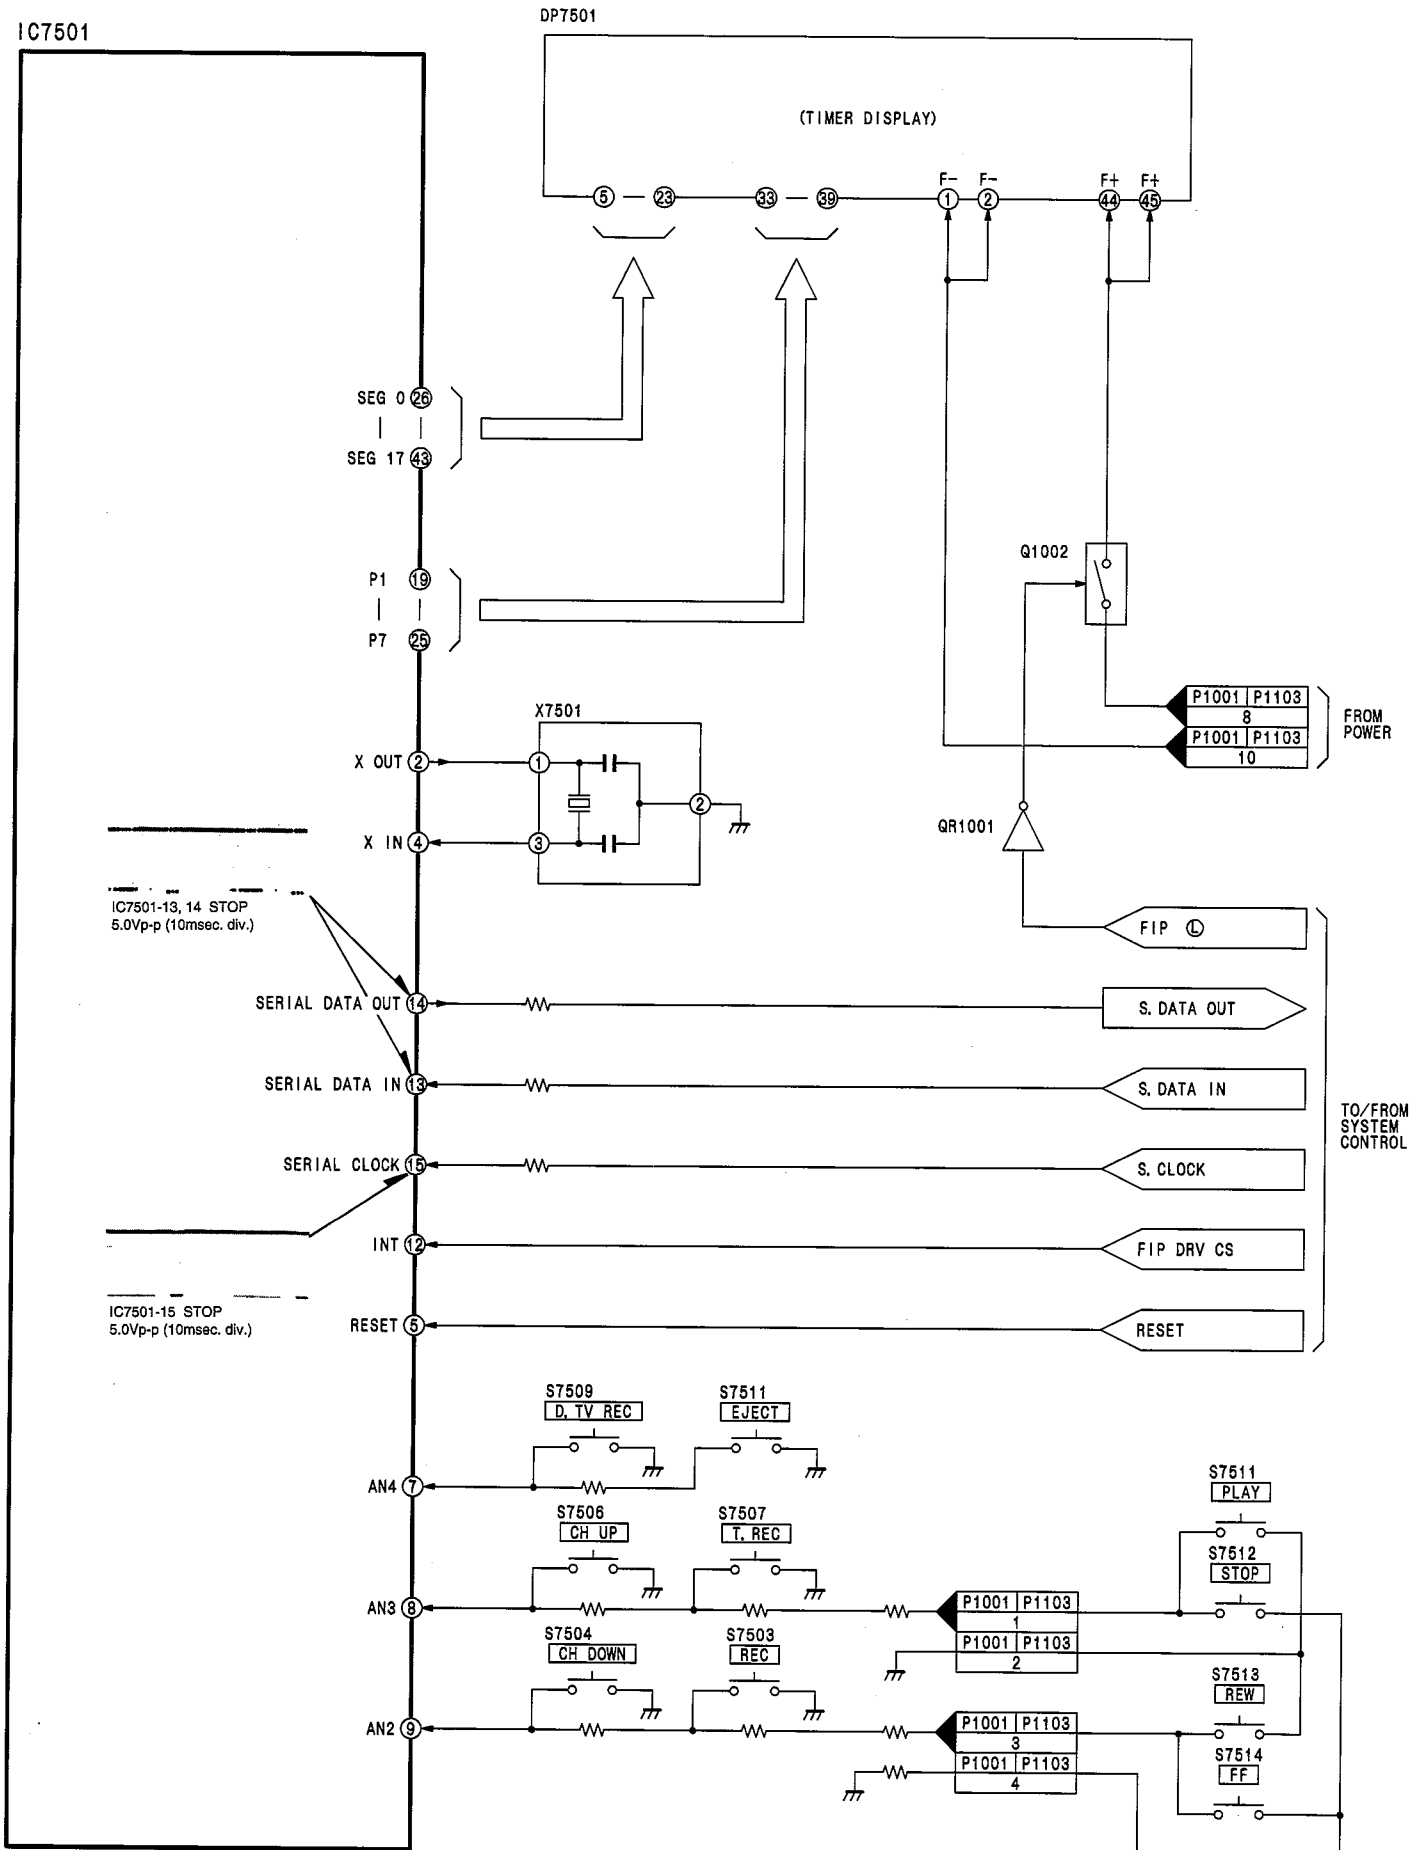 IC7501
DP7501
(TIMER DISPLAY)
F- F- F+ F+
5 — 23 33 — 39 1 2 44 45
SEG 0 26
SEG 17 43
P1 19
P7 25
Q1002
P1001 P1103
8
P1001 P1103
10
FROM
POWER
X7501
X OUT 2 1
2
X IN 4 3
QR1001
IC7501-13, 14 STOP
5.0Vp-p (10msec. div.)
FIP L
SERIAL DATA OUT 14 S. DATA OUT
SERIAL DATA IN 13 S. DATA IN
TO/FROM
SYSTEM
CONTROL
SERIAL CLOCK 15 S. CLOCK
INT 12 FIP DRV CS
IC7501-15 STOP
5.0Vp-p (10msec. div.)
RESET 5 RESET
S7509
D. TV REC
S7511
EJECT
AN4 7
S7506
CH UP
S7507
T. REC
S7511
PLAY
S7512
STOP
AN3 8
P1001 P1103
1
P1001 P1103
2
S7504
CH DOWN
S7503
REC
S7513
REW
AN2 9
P1001 P1103
3
P1001 P1103
4
S7514
FF